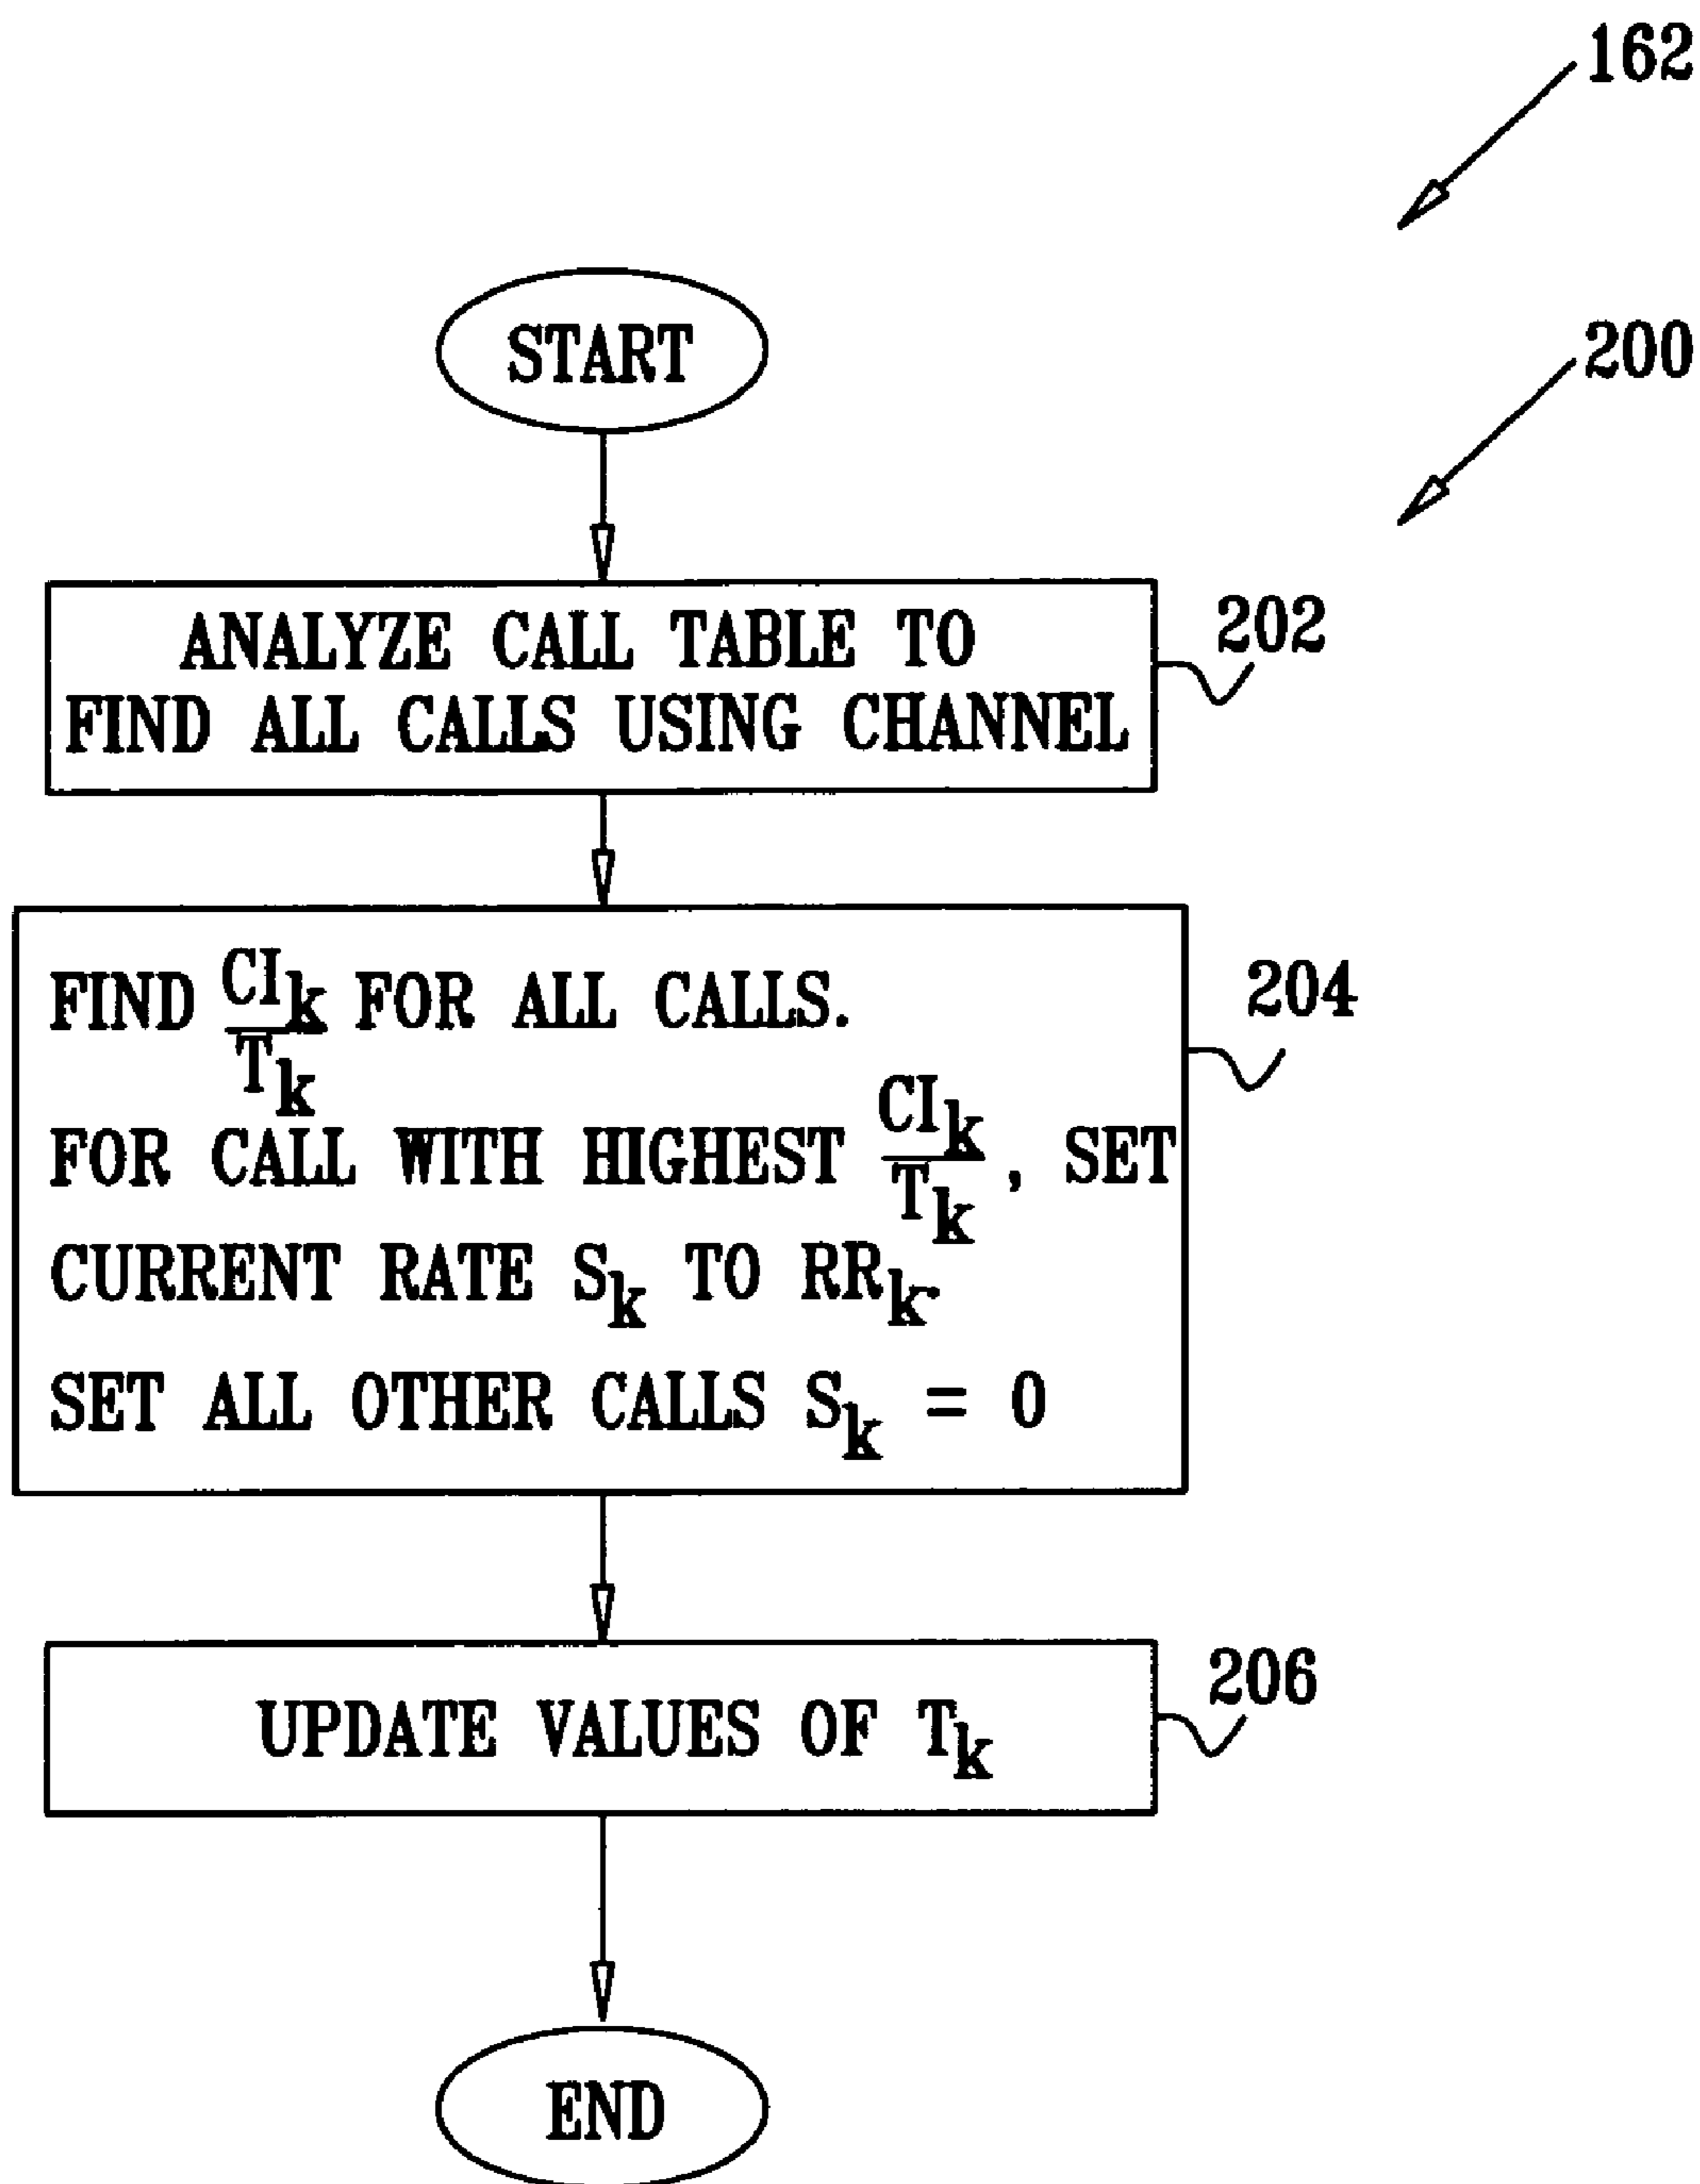 162
START
200
ANALYZE CALL TABLE TO
FIND ALL CALLS USING CHANNEL
202
FIND CIk/Tk FOR ALL CALLS.
204
FOR CALL WITH HIGHEST CIk/Tk, SET
CURRENT RATE Sk TO RRk.
SET ALL OTHER CALLS Sk = 0
UPDATE VALUES OF Tk
206
END